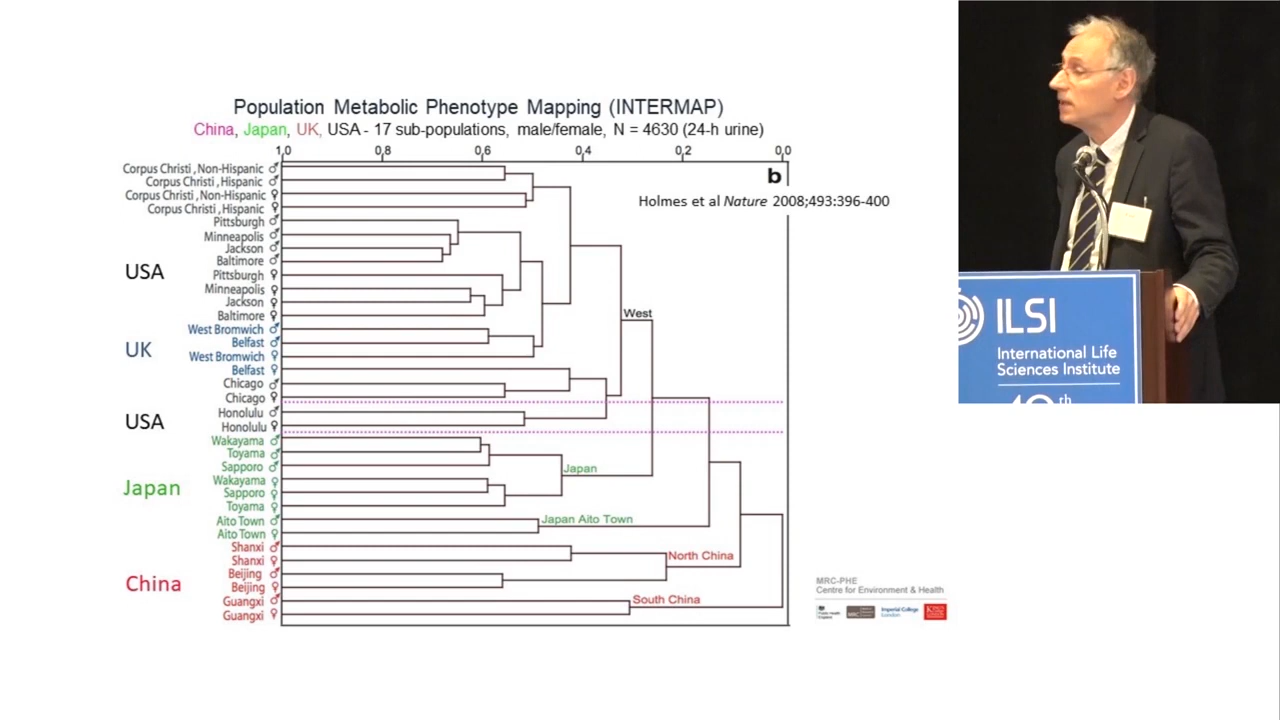 Population Metabolic Phenotype Mapping (INTERMAP)
China, Japan, UK, USA - 17 sub-populations, male/female, N = 4630 (24-h urine)
1,0 0,8 0,6 0,4 0,2 0,0
b
Holmes et al Nature 2008;493:396-400
Corpus Christi, Non-Hispanic ♂
Corpus Christi, Hispanic ♂
Corpus Christi, Non-Hispanic ♀
Corpus Christi, Hispanic ♀
Pittsburgh ♂
Minneapolis ♂
Jackson ♂
Baltimore ♂
USA
Pittsburgh ♀
Minneapolis ♀
Jackson ♀
Baltimore ♀
West
UK
West Bromwich ♂
Belfast ♂
West Bromwich ♀
Belfast ♀
Chicago ♂
Chicago ♀
USA
Honolulu ♂
Honolulu ♀
Wakayama ♂
Toyama ♂
Sapporo ♂
Japan
Japan
Wakayama ♀
Sapporo ♀
Toyama ♀
Aito Town ♂
Japan Aito Town
Aito Town ♀
Shanxi ♂
North China
Shanxi ♀
China
Beijing ♂
Beijing ♀
Guangxi ♂
South China
Guangxi ♀
MRC-PHE
Centre for Environment & Health
MRC
Imperial College
London
KING'S
ILSI
International Life
Sciences Institute